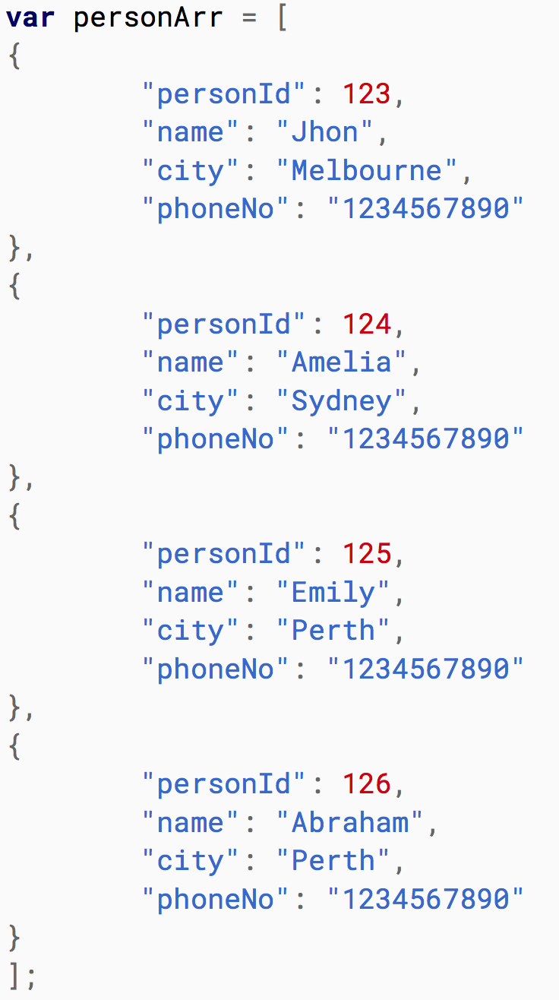 var personArr = [
{
        "personId": 123,
        "name": "Jhon",
        "city": "Melbourne",
        "phoneNo": "1234567890"
},
{
        "personId": 124,
        "name": "Amelia",
        "city": "Sydney",
        "phoneNo": "1234567890"
},
{
        "personId": 125,
        "name": "Emily",
        "city": "Perth",
        "phoneNo": "1234567890"
},
{
        "personId": 126,
        "name": "Abraham",
        "city": "Perth",
        "phoneNo": "1234567890"
}
];